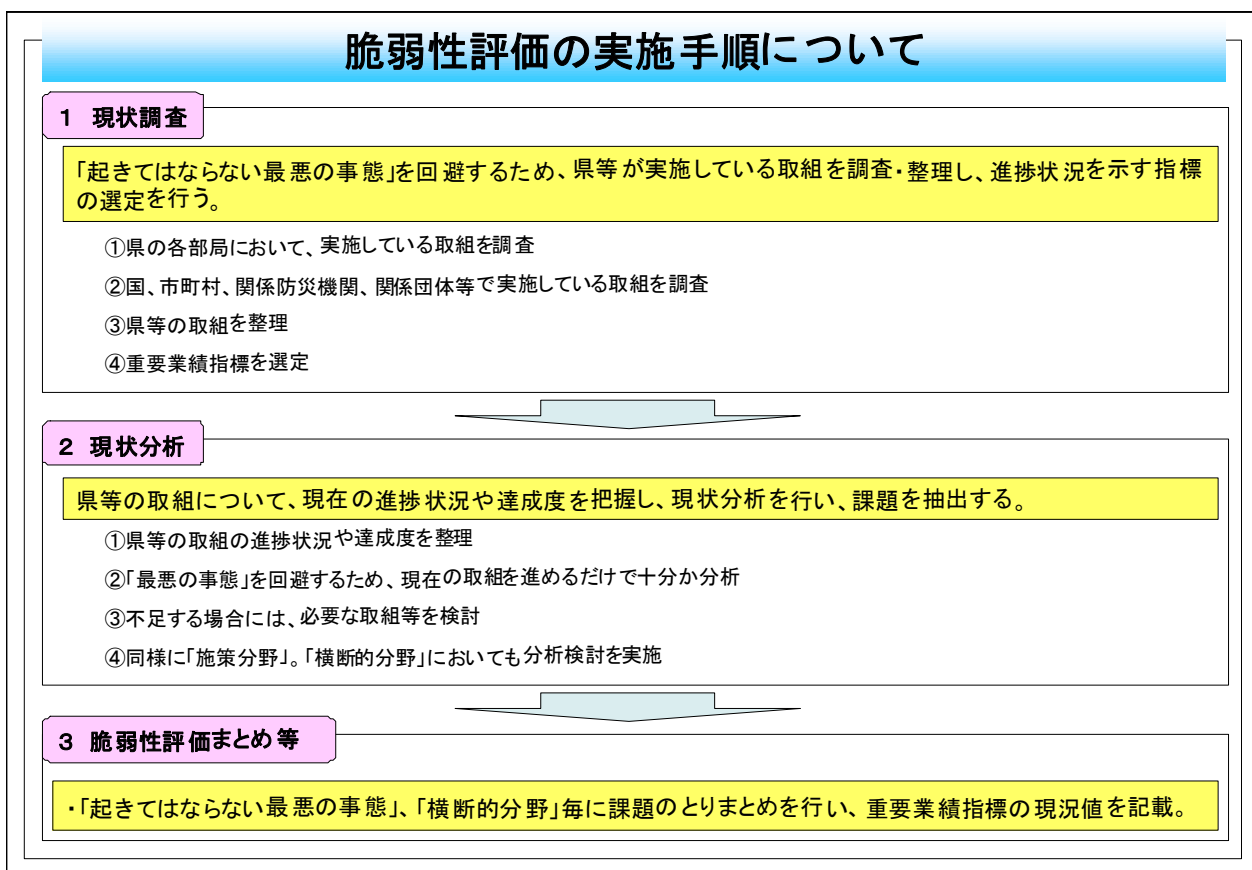 脆弱性評価の実施手順について
1 現状調査
「起きてはならない最悪の事態」を回避するため、県等が実施している取組を調査・整理し、進捗状況を示す指標
の選定を行う。
①県の各部局において、実施している取組を調査
②国、市町村、関係防災機関、関係団体等で実施している取組を調査
③県等の取組を整理
④重要業績指標を選定
2 現状分析
県等の取組について、現在の進捗状況や達成度を把握し、現状分析を行い、課題を抽出する。
①県等の取組の進捗状況や達成度を整理
②「最悪の事態」を回避するため、現在の取組を進めるだけで十分か分析
③不足する場合には、必要な取組等を検討
④同様に「施策分野」。「横断的分野」においても分析検討を実施
3 脆弱性評価まとめ等
・「起きてはならない最悪の事態」、「横断的分野」毎に課題のとりまとめを行い、重要業績指標の現況値を記載。